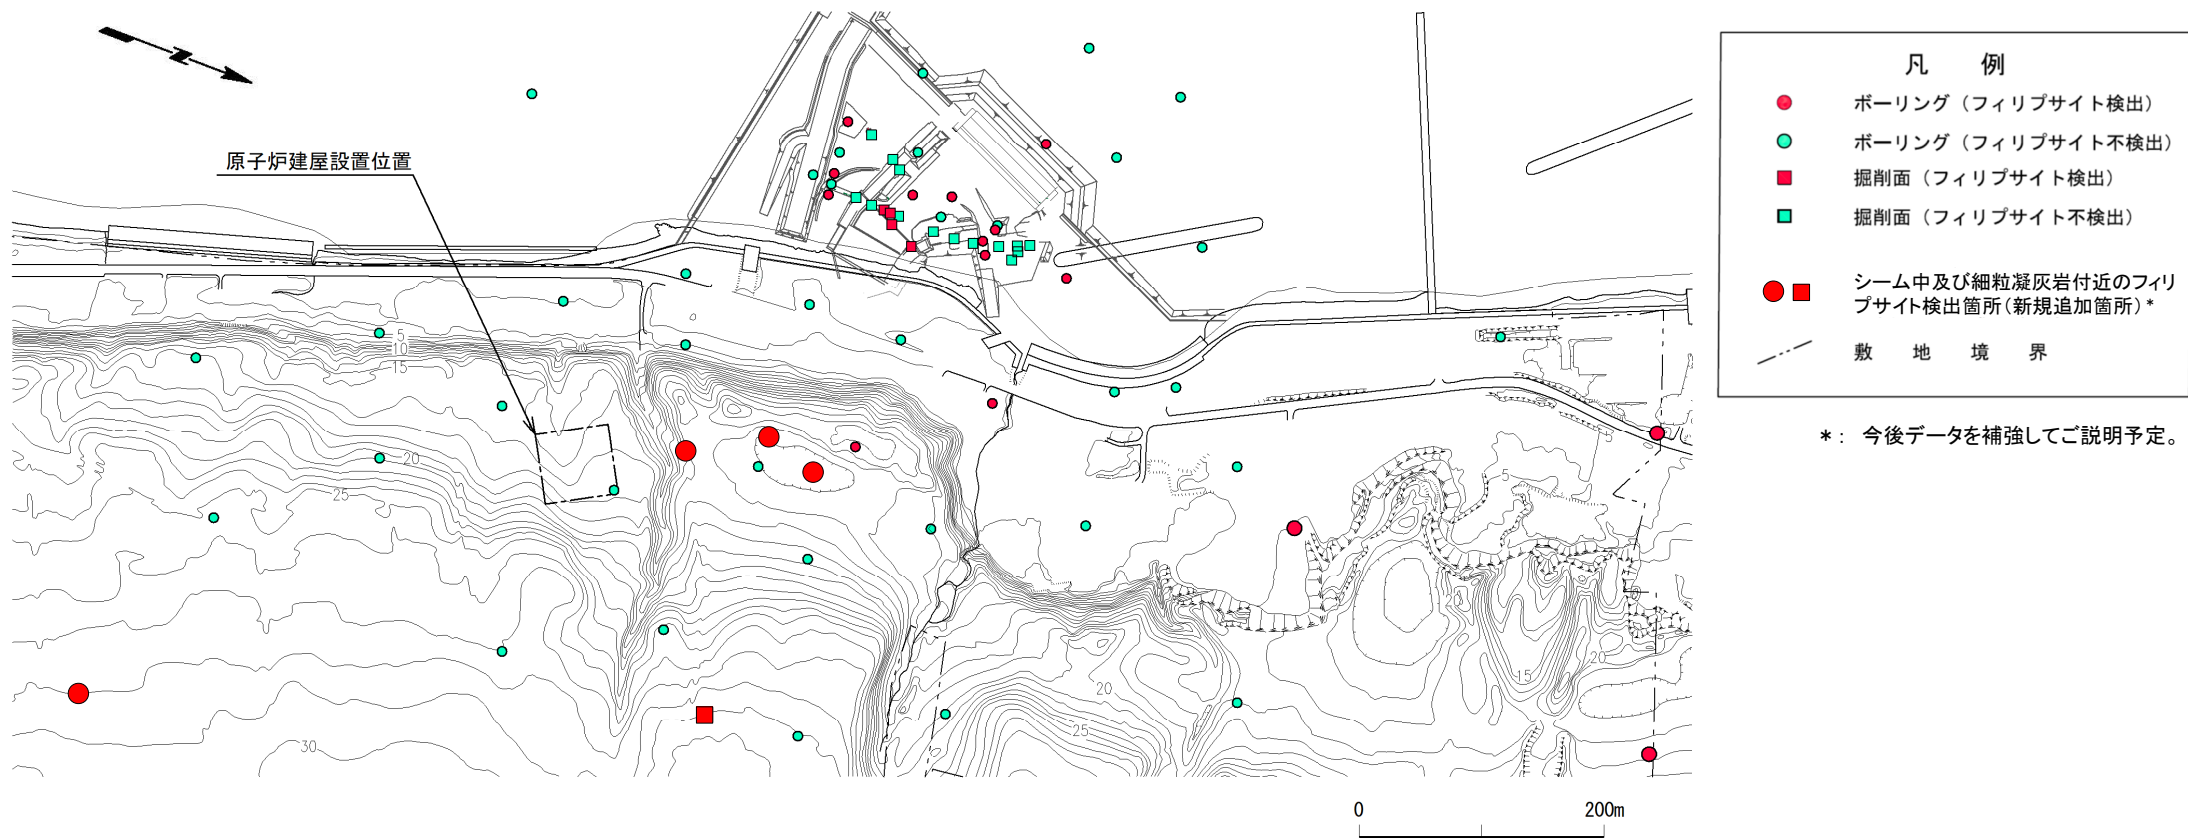 N
原子炉建屋設置位置
凡 例
ボーリング（フィリプサイト検出）
ボーリング（フィリプサイト不検出）
掘削面（フィリプサイト検出）
掘削面（フィリプサイト不検出）
シーム中及び細粒凝灰岩付近のフィリ
プサイト検出箇所（新規追加箇所）*
敷 地 境 界
*： 今後データを補強してご説明予定。
5
10
15
20
25
5
20
15
20
25
30
0 200m